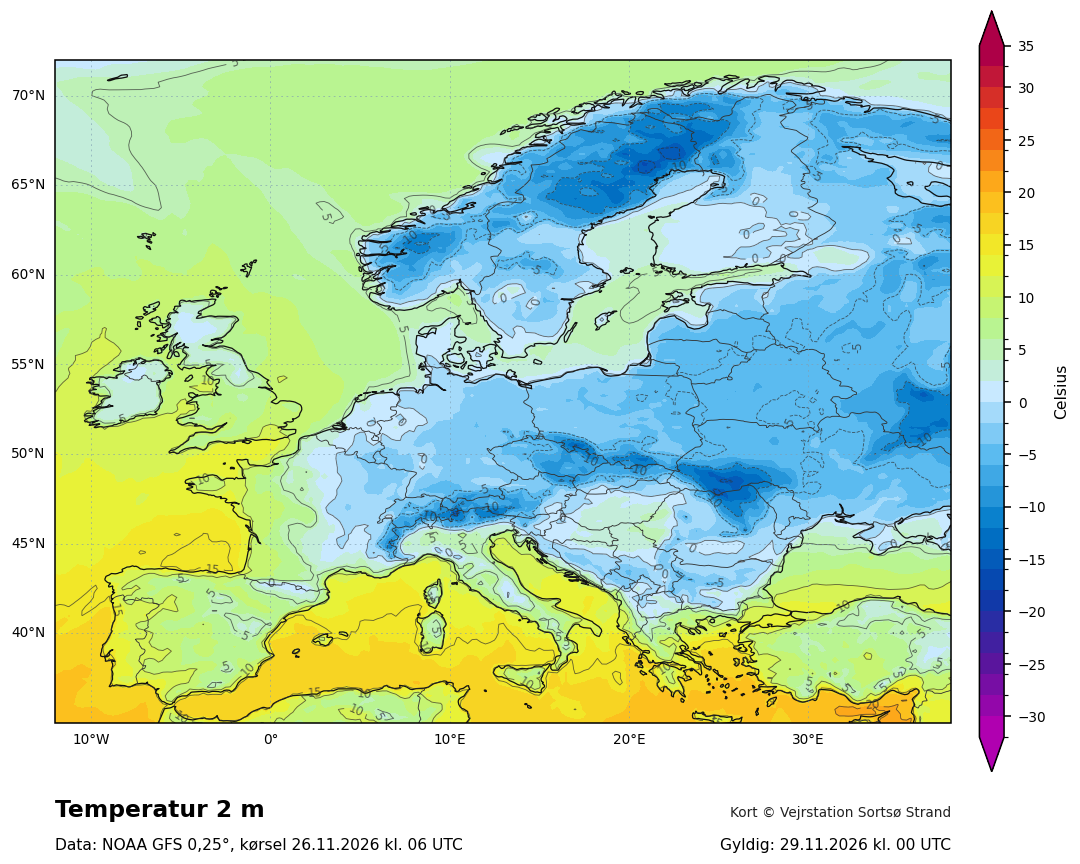 70°N
65°N
60°N
55°N
50°N
45°N
40°N
10°W
0°
10°E
20°E
30°E
35
30
25
20
15
10
5
0
−5
−10
−15
−20
−25
−30
Celsius
Temperatur 2 m
Kort © Vejrstation Sortsø Strand
Data: NOAA GFS 0,25°, kørsel 26.11.2026 kl. 06 UTC
Gyldig: 29.11.2026 kl. 00 UTC